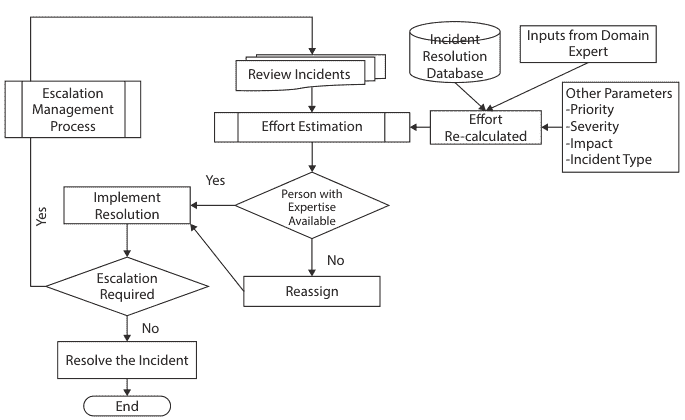 Incident
Resolution
Database
Inputs from Domain
Expert
Review Incidents
Escalation
Management
Process
Other Parameters
-Priority
-Severity
-Impact
-Incident Type
Effort Estimation
Effort
Re-calculated
Yes
Person with
Expertise
Available
Implement
Resolution
Yes
No
Escalation
Required
Reassign
No
Resolve the Incident
End